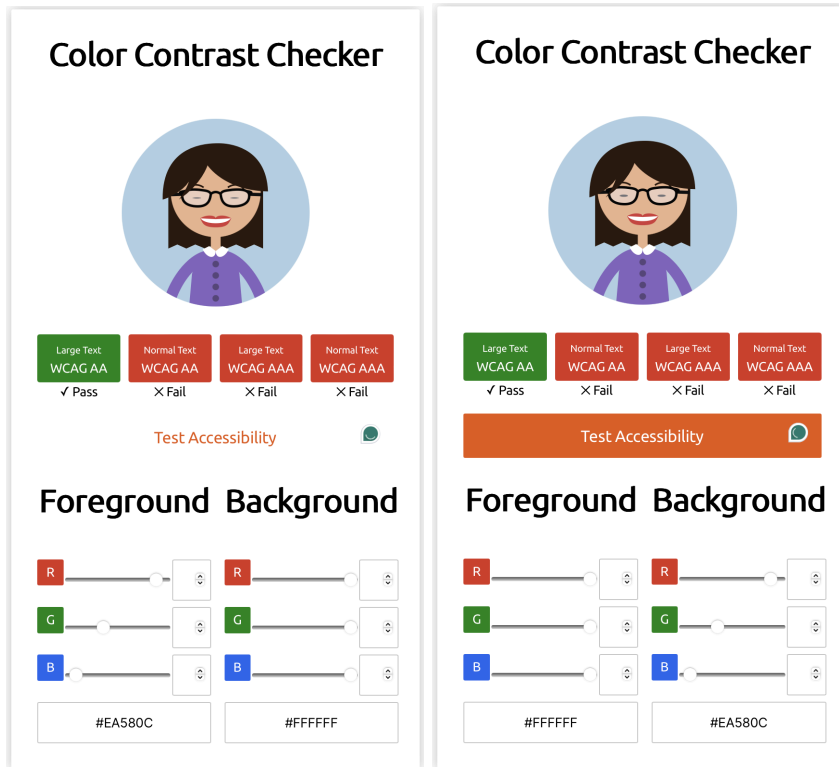 Color Contrast Checker
Large Text
WCAG AA
✓ Pass
Normal Text
WCAG AA
✕ Fail
Large Text
WCAG AAA
✕ Fail
Normal Text
WCAG AAA
✕ Fail
Test Accessibility
Foreground
R
G
B
#EA580C
Background
R
G
B
#FFFFFF
Color Contrast Checker
Large Text
WCAG AA
✓ Pass
Normal Text
WCAG AA
✕ Fail
Large Text
WCAG AAA
✕ Fail
Normal Text
WCAG AAA
✕ Fail
Test Accessibility
Foreground
R
G
B
#FFFFFF
Background
R
G
B
#EA580C